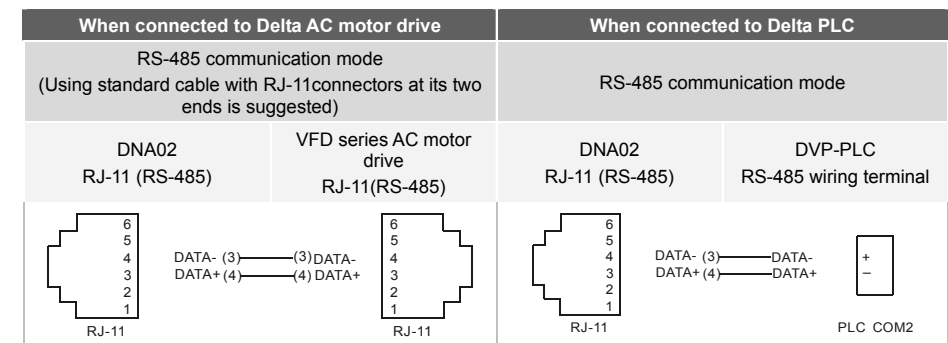 When connected to Delta AC motor drive
When connected to Delta PLC
RS-485 communication mode
(Using standard cable with RJ-11connectors at its two
ends is suggested)
RS-485 communication mode
DNA02
RJ-11 (RS-485)
VFD series AC motor
drive
RJ-11(RS-485)
DNA02
RJ-11 (RS-485)
DVP-PLC
RS-485 wiring terminal
6
5
4
3
2
1
RJ-11
DATA- (3) (3)DATA-
DATA+(4) (4) DATA+
6
5
4
3
2
1
RJ-11
6
5
4
3
2
1
RJ-11
DATA- (3) DATA-
DATA+(4) DATA+
+
–
PLC COM2